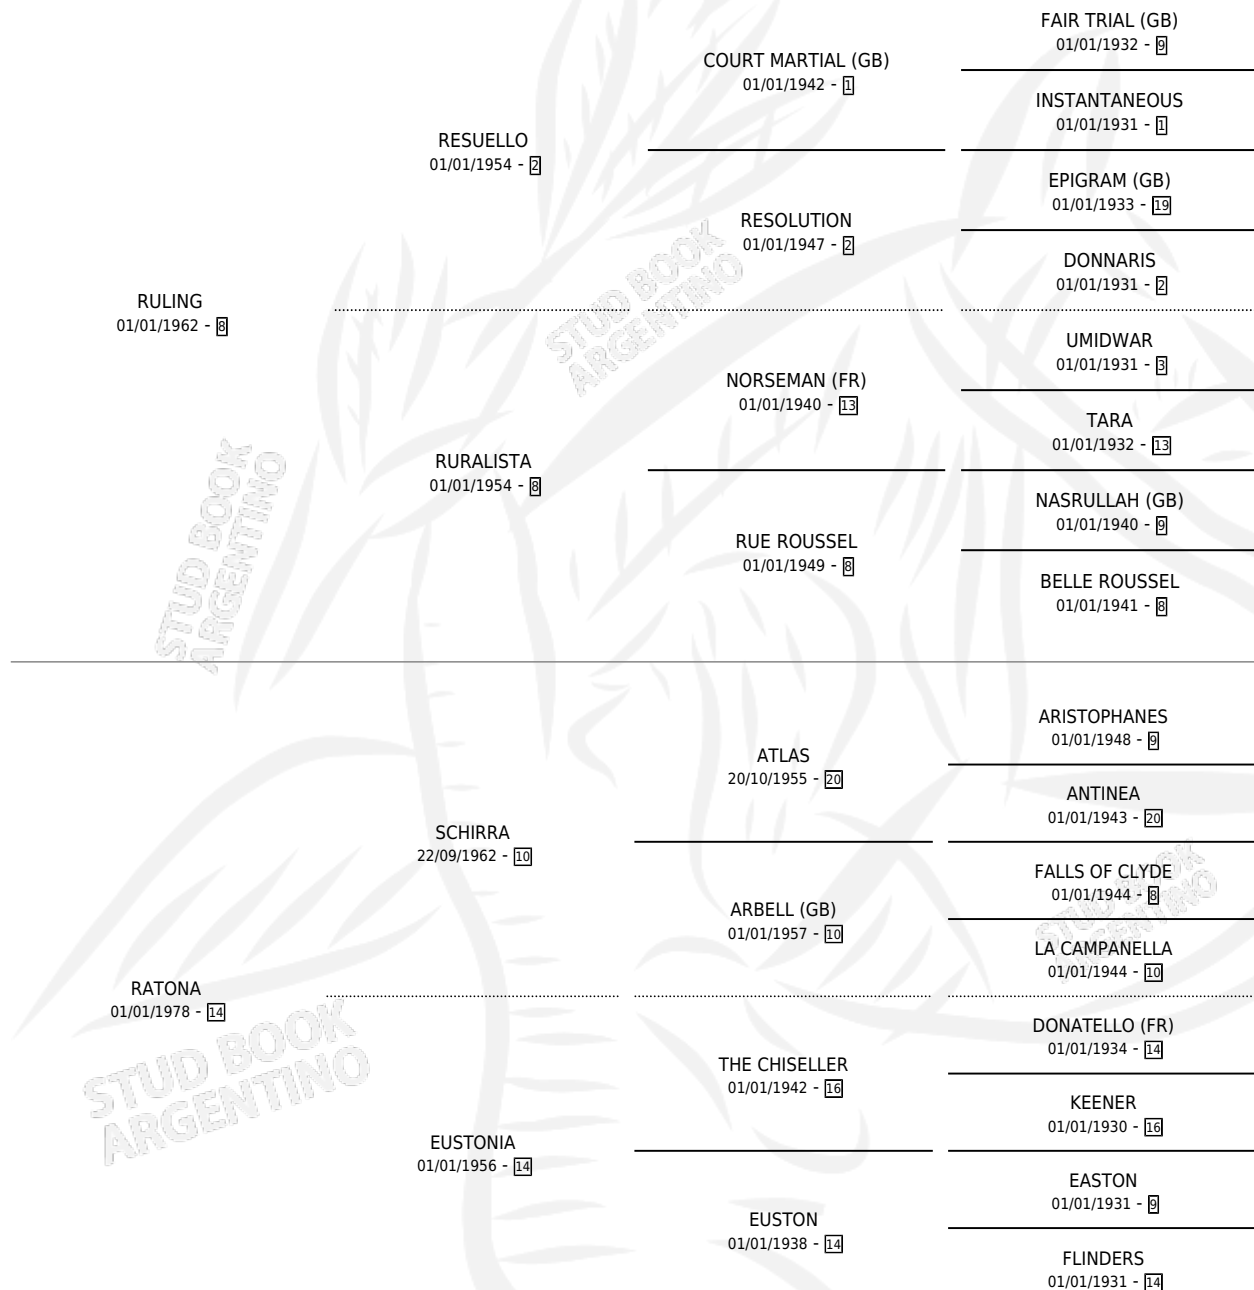 FAIR TRIAL (GB)
01/01/1932 - 9
COURT MARTIAL (GB)
01/01/1942 - 1
INSTANTANEOUS
01/01/1931 - 1
RESUELLO
01/01/1954 - 2
EPIGRAM (GB)
01/01/1933 - 19
RESOLUTION
01/01/1947 - 2
DONNARIS
01/01/1931 - 2
RULING
01/01/1962 - 8
UMIDWAR
01/01/1931 - 3
NORSEMAN (FR)
01/01/1940 - 13
TARA
01/01/1932 - 13
RURALISTA
01/01/1954 - 8
NASRULLAH (GB)
01/01/1940 - 9
RUE ROUSSEL
01/01/1949 - 8
BELLE ROUSSEL
01/01/1941 - 8
ARISTOPHANES
01/01/1948 - 9
ATLAS
20/10/1955 - 20
ANTINEA
01/01/1943 - 20
SCHIRRA
22/09/1962 - 10
FALLS OF CLYDE
01/01/1944 - 8
ARBELL (GB)
01/01/1957 - 10
LA CAMPANELLA
01/01/1944 - 10
RATONA
01/01/1978 - 14
DONATELLO (FR)
01/01/1934 - 14
THE CHISELLER
01/01/1942 - 16
KEENER
01/01/1930 - 16
EUSTONIA
01/01/1956 - 14
EASTON
01/01/1931 - 9
EUSTON
01/01/1938 - 14
FLINDERS
01/01/1931 - 14
STUD BOOK
ARGENTINO
STUD BOOK
ARGENTINO
STUD BOOK
ARGENTINO
STUD BOOK
ARGENTINO